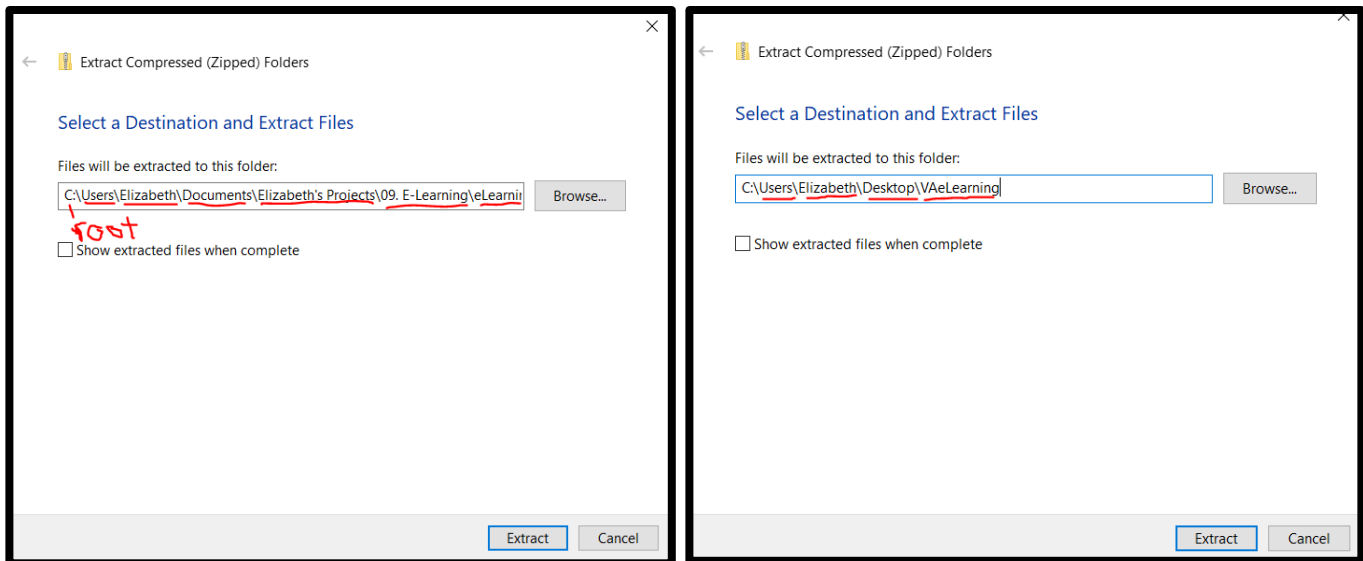 Extract Compressed (Zipped) Folders
Select a Destination and Extract Files
Files will be extracted to this folder:
C:\Users\Elizabeth\Documents\Elizabeth's Projects\09. E-Learning\eLearnin
Browse...
root
Show extracted files when complete
Extract
Cancel
Extract Compressed (Zipped) Folders
Select a Destination and Extract Files
Files will be extracted to this folder:
C:\Users\Elizabeth\Desktop\VAeLearning
Browse...
Show extracted files when complete
Extract
Cancel